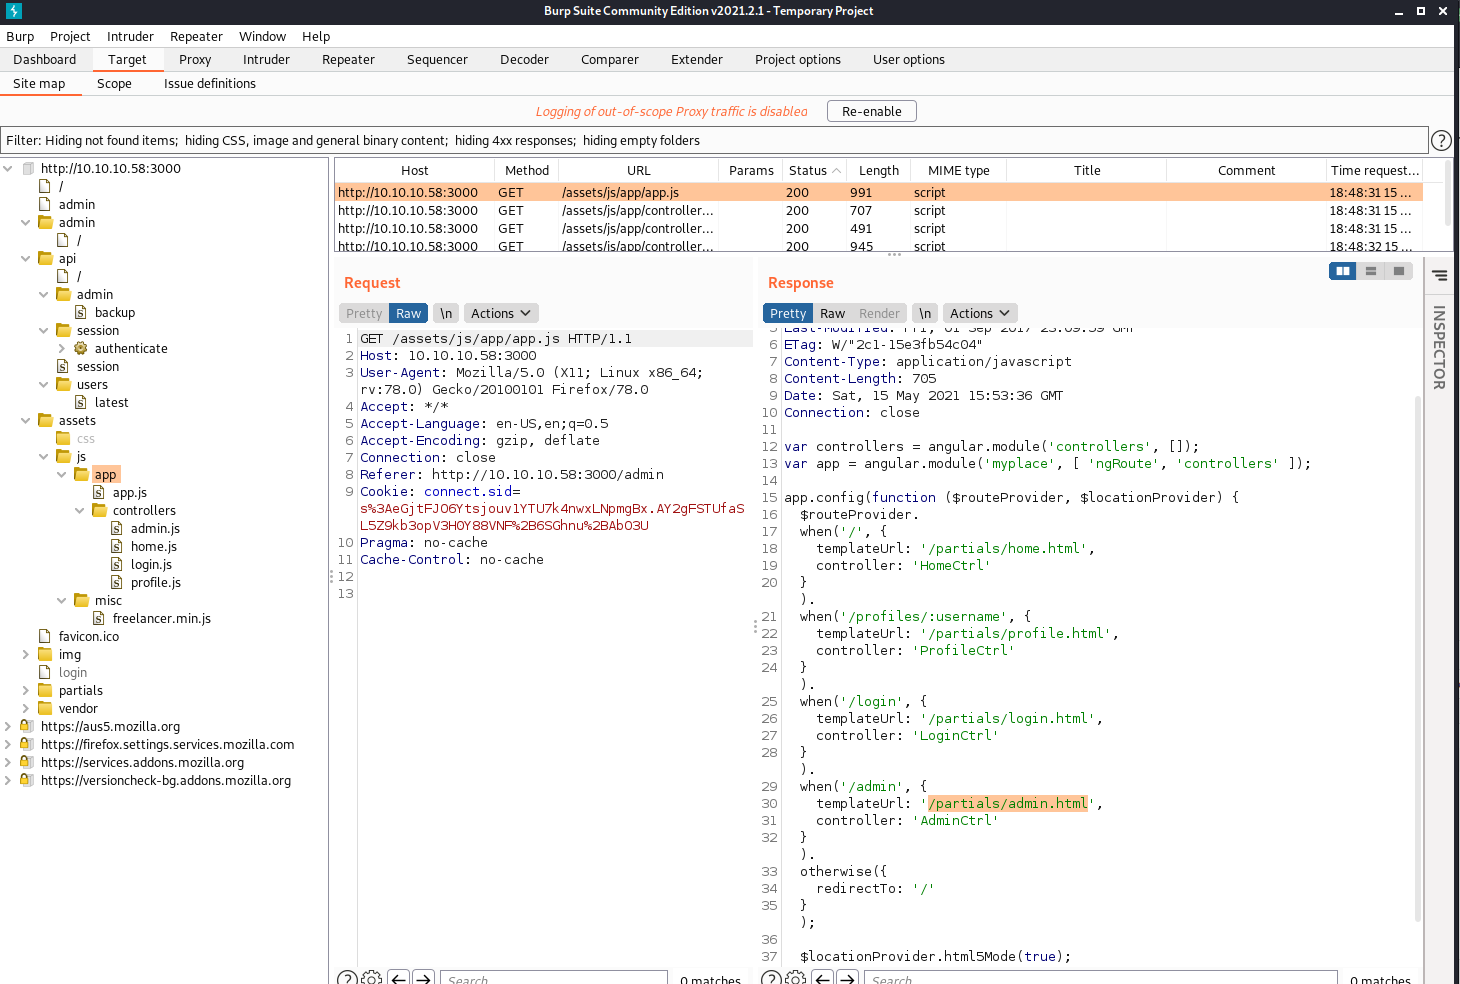 Burp Suite Community Edition v2021.2.1 - Temporary Project
Burp Project Intruder Repeater Window Help
Dashboard Target Proxy Intruder Repeater Sequencer Decoder Comparer Extender Project options User options
Site map Scope Issue definitions
Logging of out-of-scope Proxy traffic is disabled Re-enable
Filter: Hiding not found items; hiding CSS, image and general binary content; hiding 4xx responses; hiding empty folders ?
http://10.10.10.58:3000
/
admin
admin
/
api
/
admin
backup
session
authenticate
session
users
latest
assets
css
js
app
app.js
controllers
admin.js
home.js
login.js
profile.js
misc
freelancer.min.js
favicon.ico
img
login
partials
vendor
https://aus5.mozilla.org
https://firefox.settings.services.mozilla.com
https://services.addons.mozilla.org
https://versioncheck-bg.addons.mozilla.org
Host Method URL Params Status Length MIME type Title Comment Time request...
http://10.10.10.58:3000 GET /assets/js/app/app.js 200 991 script 18:48:31 15 ...
http://10.10.10.58:3000 GET /assets/js/app/controller... 200 707 script 18:48:31 15 ...
http://10.10.10.58:3000 GET /assets/js/app/controller... 200 491 script 18:48:31 15 ...
http://10.10.10.58:3000 GET /assets/js/app/controller... 200 945 script 18:48:32 15 ...
Request
Pretty Raw \n Actions
1 GET /assets/js/app/app.js HTTP/1.1
2 Host: 10.10.10.58:3000
3 User-Agent: Mozilla/5.0 (X11; Linux x86_64;
rv:78.0) Gecko/20100101 Firefox/78.0
4 Accept: */*
5 Accept-Language: en-US,en;q=0.5
6 Accept-Encoding: gzip, deflate
7 Connection: close
8 Referer: http://10.10.10.58:3000/admin
9 Cookie: connect.sid=
s%3AeGjtFJO6Ytsjouv1YTU7k4nwxLNpmgBx.AY2gFSTUfaS
L5Z9kb3opV3H0Y88VNF%2B6SGhnu%2BAbO3U
10 Pragma: no-cache
11 Cache-Control: no-cache
12
13
? Search 0 matches
Response
Pretty Raw Render \n Actions
5 Last-Modified: Fri, 01 Sep 2017 23:09:39 GMT
6 ETag: W/"2c1-15e3fb54c04"
7 Content-Type: application/javascript
8 Content-Length: 705
9 Date: Sat, 15 May 2021 15:53:36 GMT
10 Connection: close
11
12 var controllers = angular.module('controllers', []);
13 var app = angular.module('myplace', [ 'ngRoute', 'controllers' ]);
14
15 app.config(function ($routeProvider, $locationProvider) {
16 $routeProvider.
17 when('/', {
18 templateUrl: '/partials/home.html',
19 controller: 'HomeCtrl'
20 }
).
21 when('/profiles/:username', {
22 templateUrl: '/partials/profile.html',
23 controller: 'ProfileCtrl'
24 }
).
25 when('/login', {
26 templateUrl: '/partials/login.html',
27 controller: 'LoginCtrl'
28 }
).
29 when('/admin', {
30 templateUrl: '/partials/admin.html',
31 controller: 'AdminCtrl'
32 }
).
33 otherwise({
34 redirectTo: '/'
35 }
);
36
37 $locationProvider.html5Mode(true);
? Search 0 matches
INSPECTOR